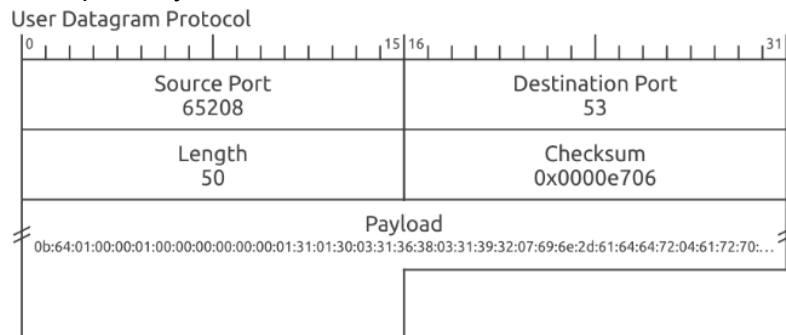 User Datagram Protocol
0 15 16 31
Source Port Destination Port
65208 53
Length Checksum
50 0x0000e706
Payload
0b:64:01:00:00:01:00:00:00:00:00:00:01:31:01:30:03:31:36:38:03:31:39:32:07:69:6e:2d:61:64:64:72:04:61:72:70:...